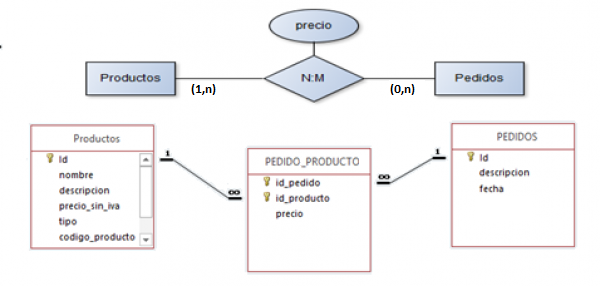 precio
Productos
N:M
Pedidos
(1,n)
(0,n)
Productos
Id
nombre
descripcion
precio_sin_iva
tipo
codigo_producto
1
∞
PEDIDO_PRODUCTO
id_pedido
id_producto
precio
∞
1
PEDIDOS
Id
descripcion
fecha